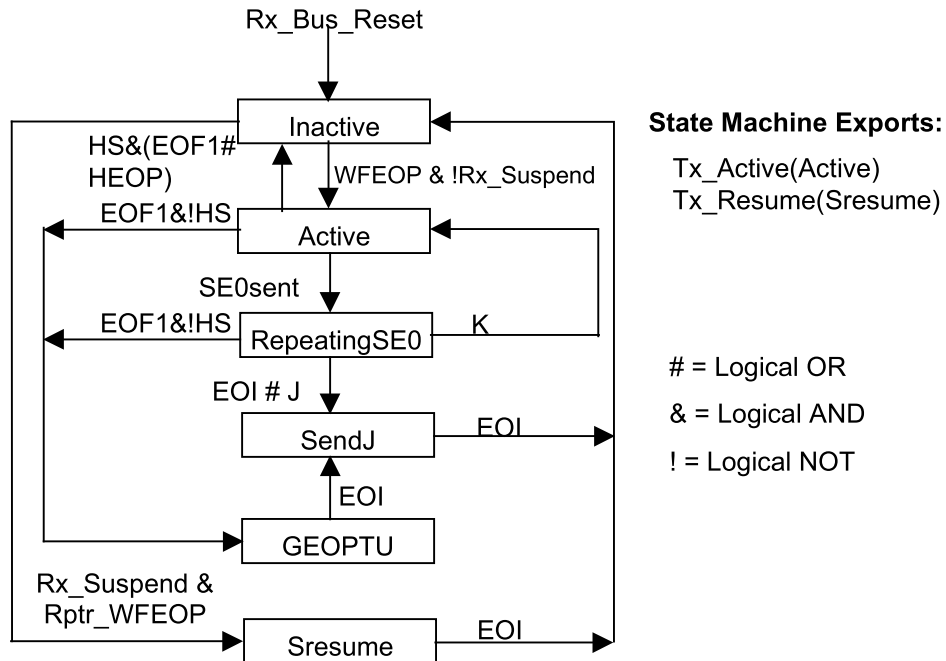 Rx_Bus_Reset
Inactive
HS&(EOF1#
HEOP)
WFEOP & !Rx_Suspend
EOF1&!HS
Active
SE0sent
EOF1&!HS
RepeatingSE0
K
EOI # J
SendJ
EOI
EOI
GEOPTU
Rx_Suspend &
Rptr_WFEOP
Sresume
EOI
State Machine Exports:
Tx_Active(Active)
Tx_Resume(Sresume)
# = Logical OR
& = Logical AND
! = Logical NOT